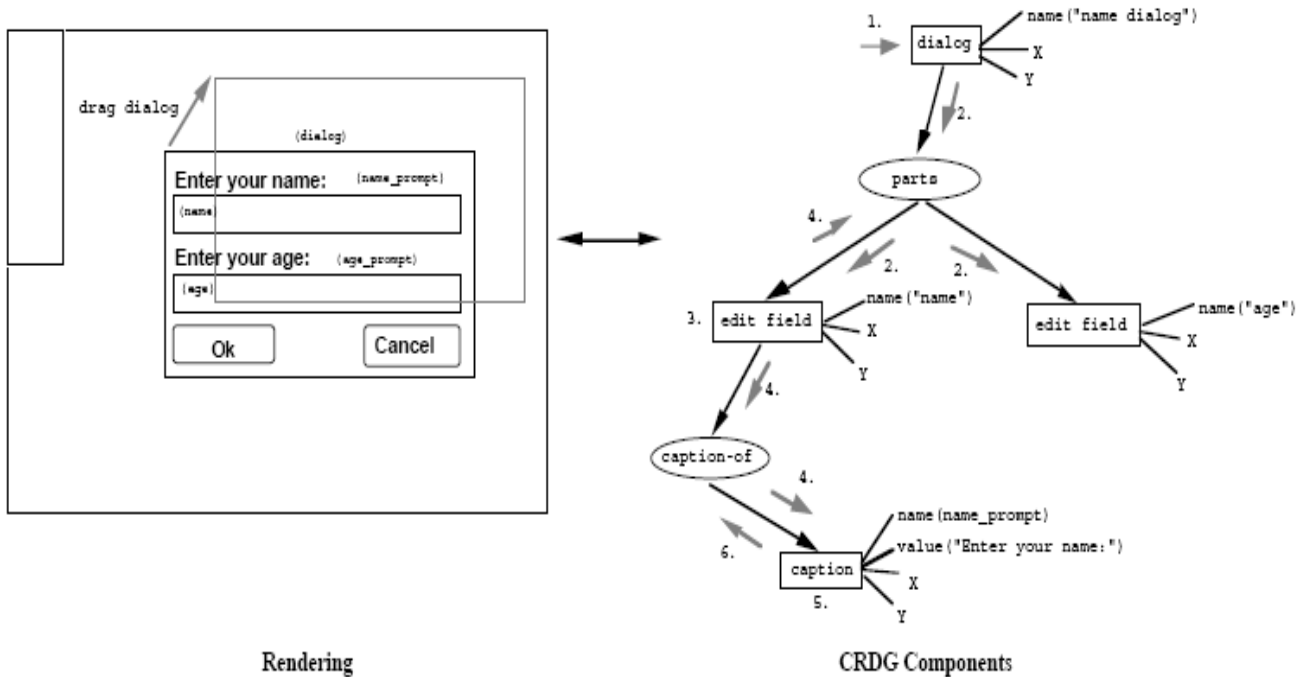 drag dialog
(dialog)
Enter your name: (name_prompt)
(name)
Enter your age: (age_prompt)
(age)
Ok
Cancel
Rendering
1.
dialog
name("name dialog")
X
Y
2.
parts
4.
2.
2.
3.
edit field
name("name")
X
Y
edit field
name("age")
X
Y
4.
caption-of
4.
6.
caption
5.
name(name_prompt)
value("Enter your name:")
X
Y
CRDG Components